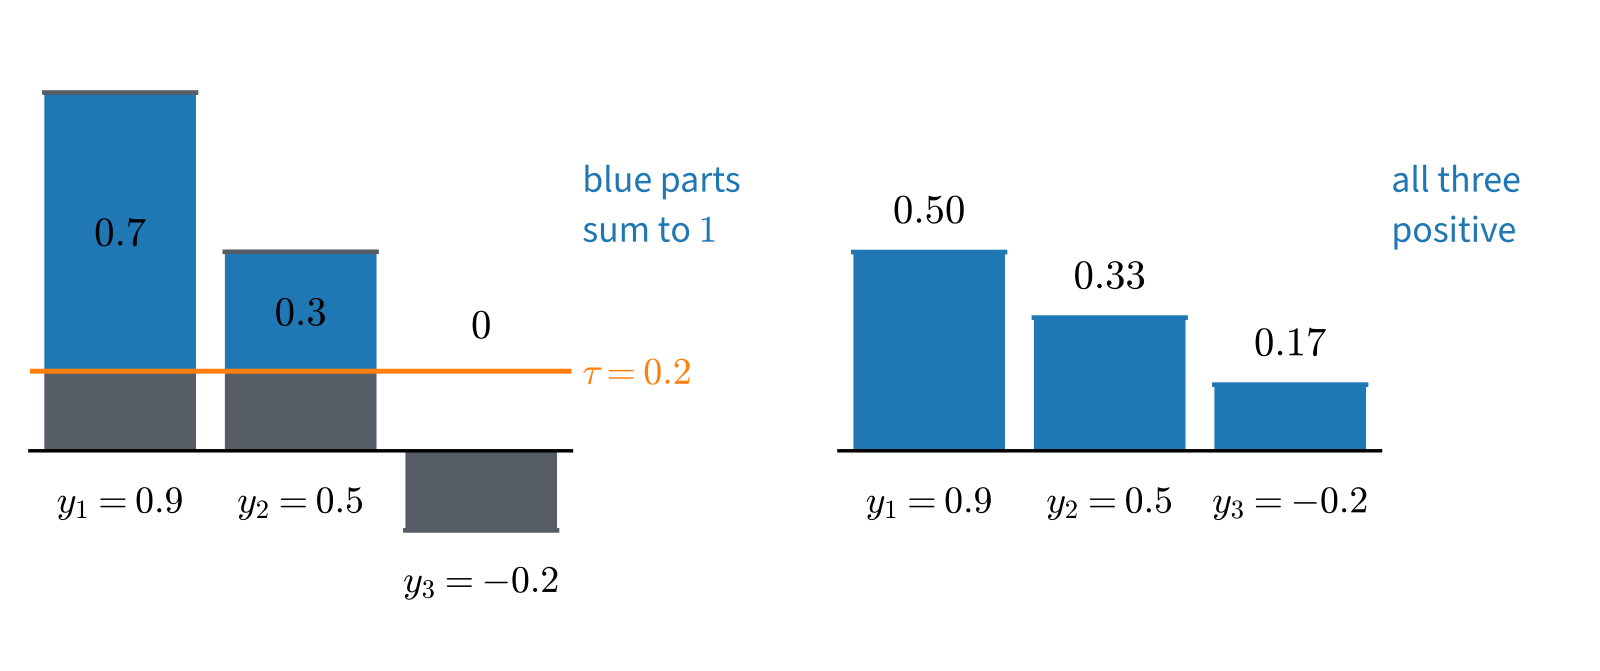 blue parts
sum to 1
0.7
0.3
0
τ = 0.2
y₁ = 0.9
y₂ = 0.5
y₃ = −0.2
all three
positive
0.50
0.33
0.17
y₁ = 0.9
y₂ = 0.5
y₃ = −0.2